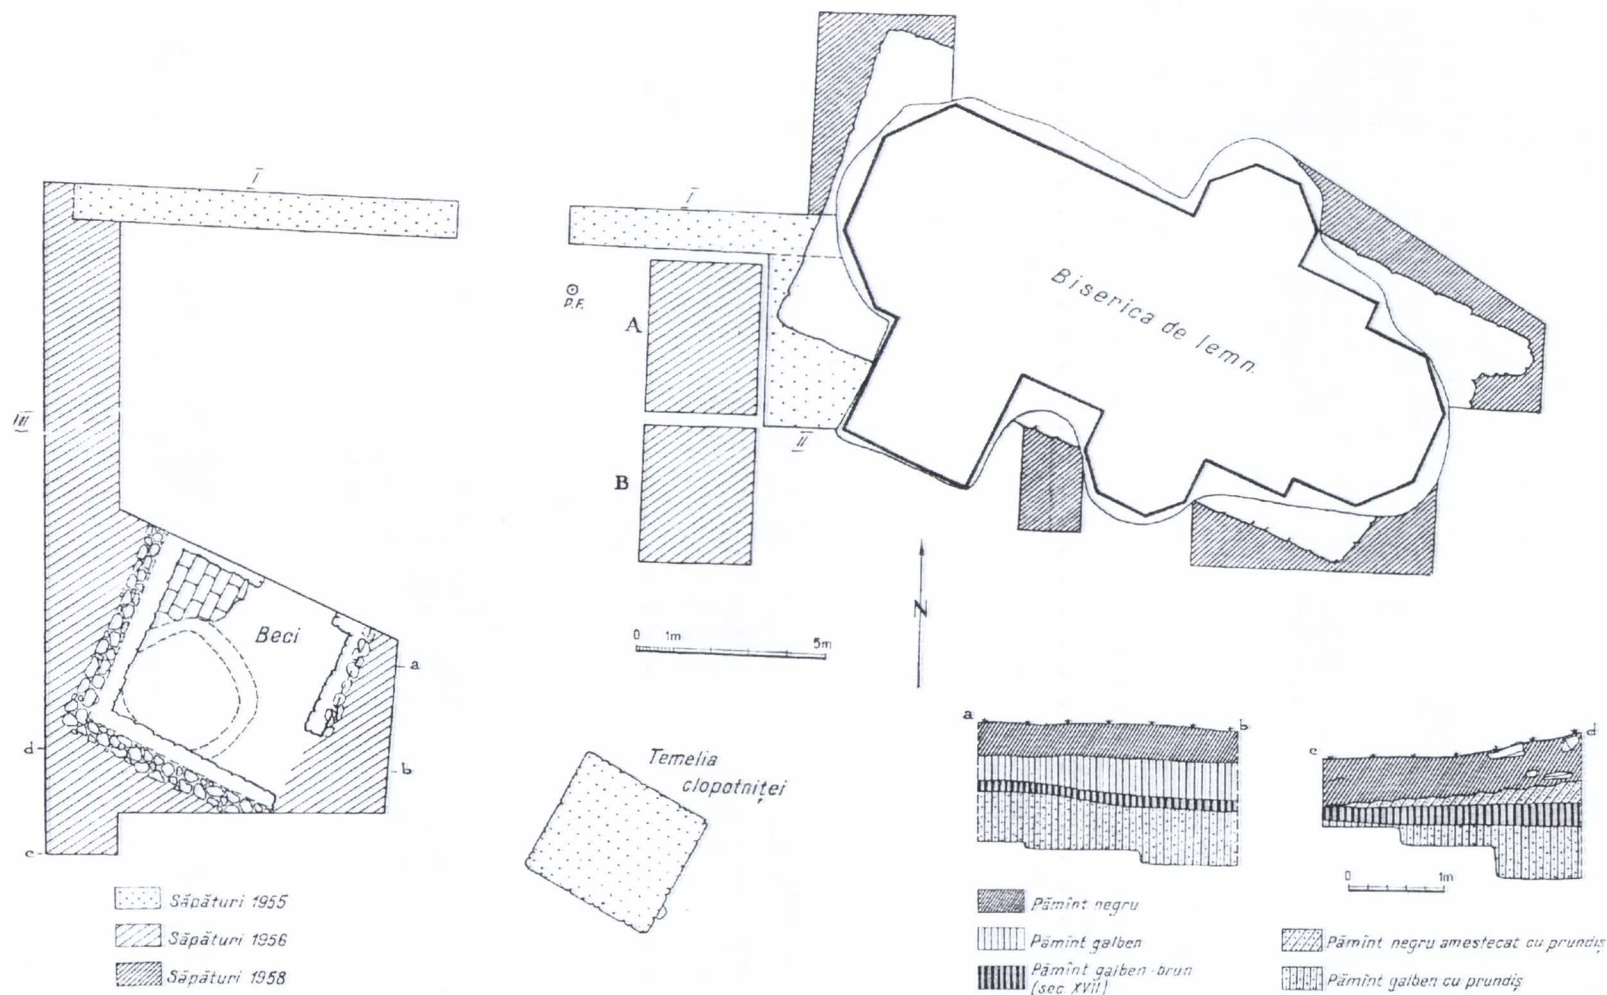 I
I
Biserica de lemn.
P.F.
A
III
II
B
N
0 1m 5m
Beci
a
d
b
c
Temelia
clopotniței
a
b
c
d
0 1m
Săpături 1955
Săpături 1956
Săpături 1958
Pămînt negru
Pămînt galben
Pămînt galben-brun
(sec. XVII)
Pămînt negru amestecat cu prundiș
Pămînt galben cu prundiș